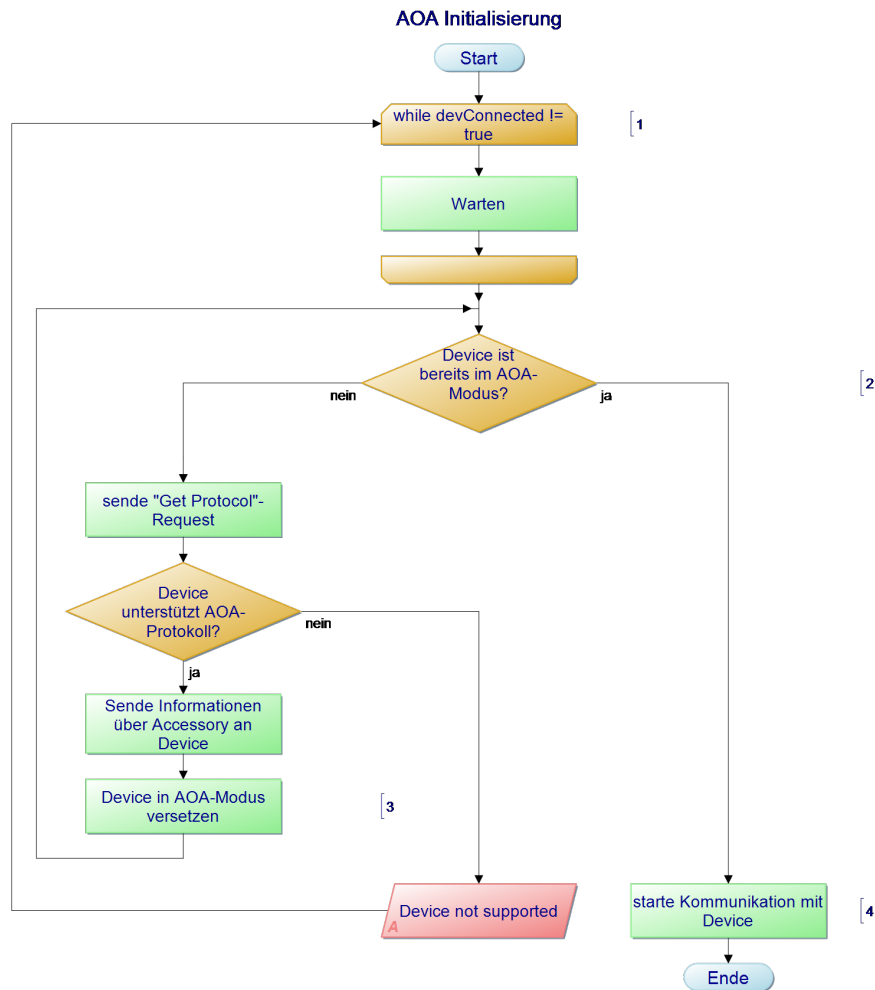 AOA Initialisierung
Start
while devConnected !=
true
1
Warten
Device ist
bereits im AOA-
Modus?
nein
ja
2
sende "Get Protocol"-
Request
Device
unterstützt AOA-
Protokoll?
nein
ja
Sende Informationen
über Accessory an
Device
Device in AOA-Modus
versetzen
3
Device not supported
A
starte Kommunikation mit
Device
4
Ende